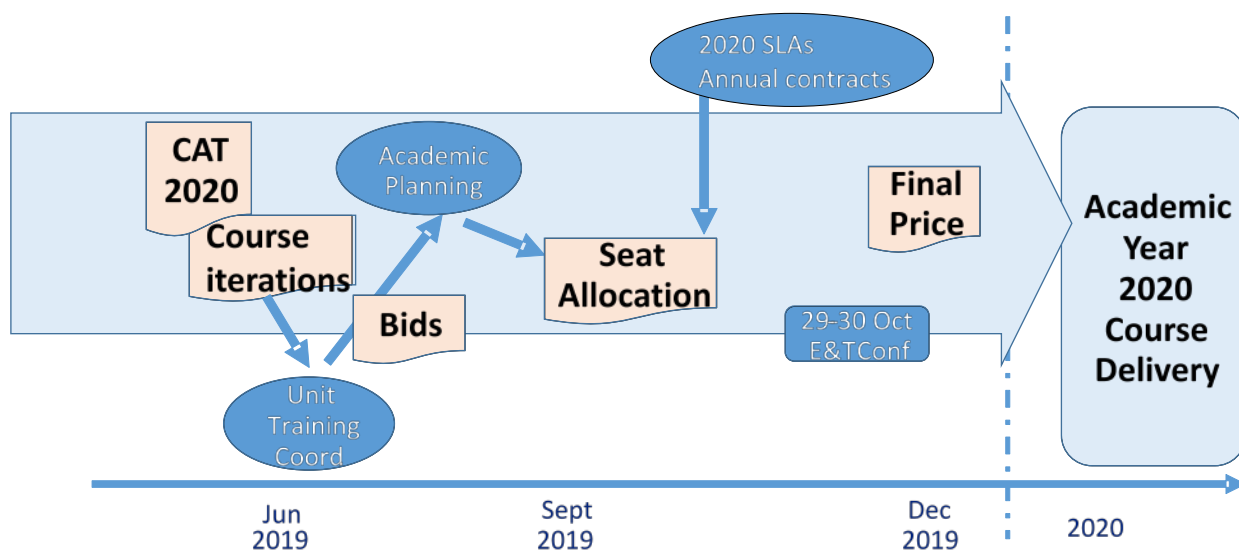 2020 SLAs
Annual contracts
CAT
2020
Academic
Planning
Final
Price
Course
iterations
Seat
Allocation
Academic
Year
2020
Course
Delivery
Bids
29-30 Oct
E&TConf
Unit
Training
Coord
Jun
2019
Sept
2019
Dec
2019
2020